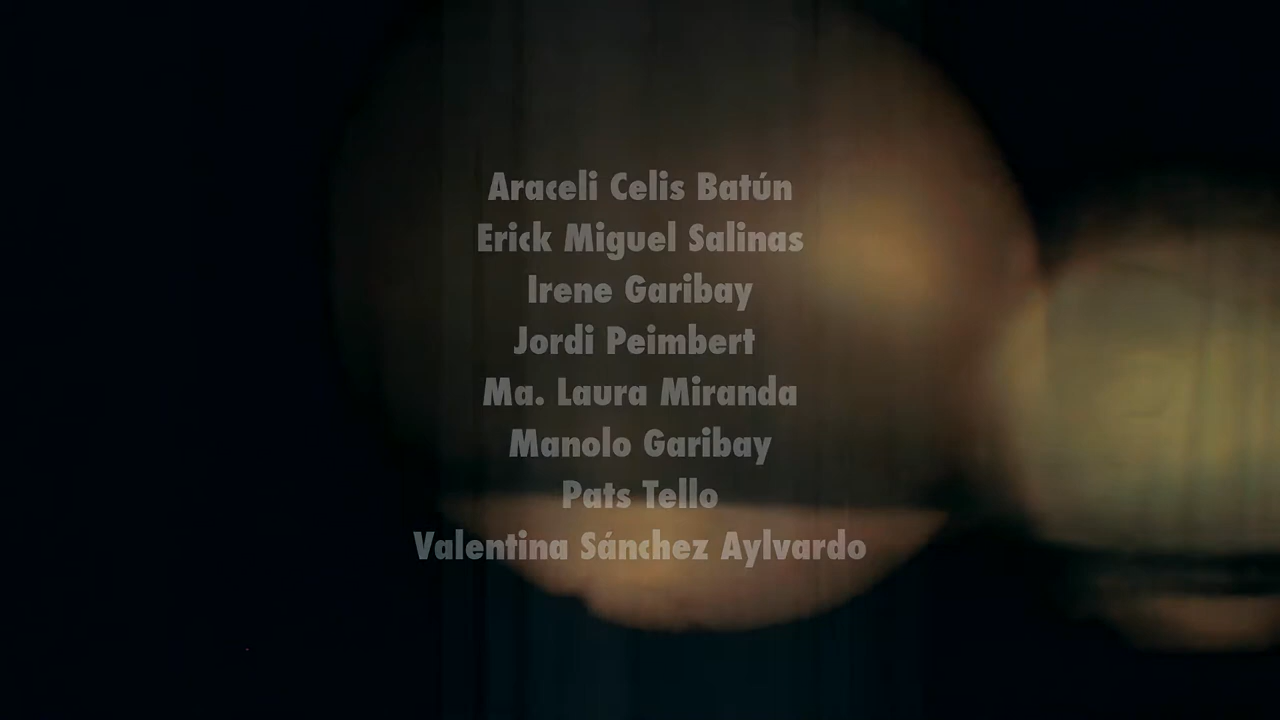 Araceli Celis Batún
Erick Miguel Salinas
Irene Garibay
Jordi Peimbert
Ma. Laura Miranda
Manolo Garibay
Pats Tello
Valentina Sánchez Aylvardo